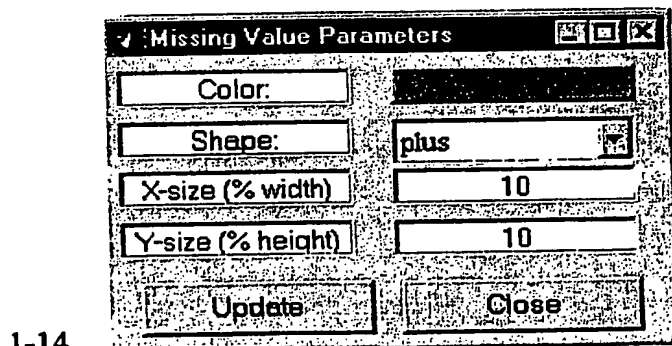 Missing Value Parameters
Color:
Shape: plus
X-size (% width) 10
Y-size (% height) 10
Update Close
1-14